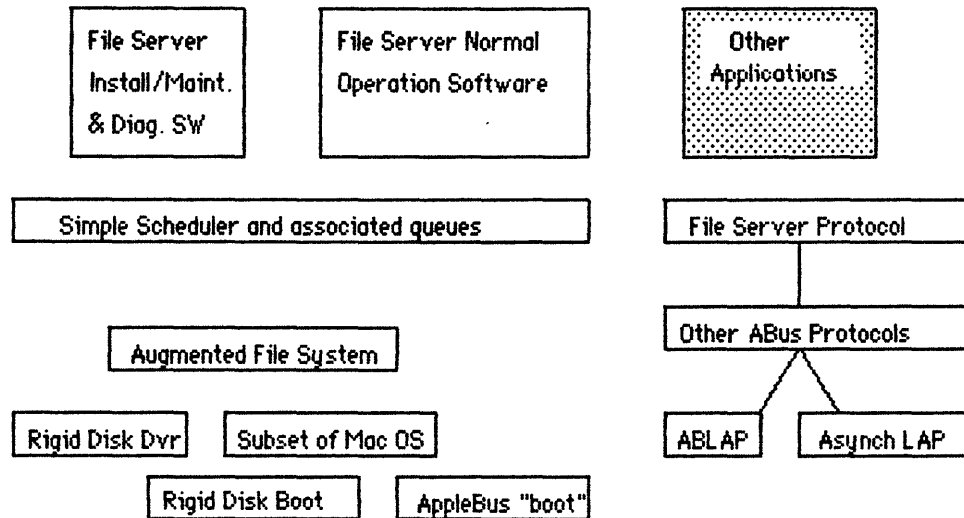 File Server
Install/Maint.
& Diag. SW
File Server Normal
Operation Software
Other
Applications
Simple Scheduler and associated queues
File Server Protocol
Augmented File System
Other ABus Protocols
Rigid Disk Dvr
Subset of Mac OS
ABLAP
Asynch LAP
Rigid Disk Boot
AppleBus "boot"